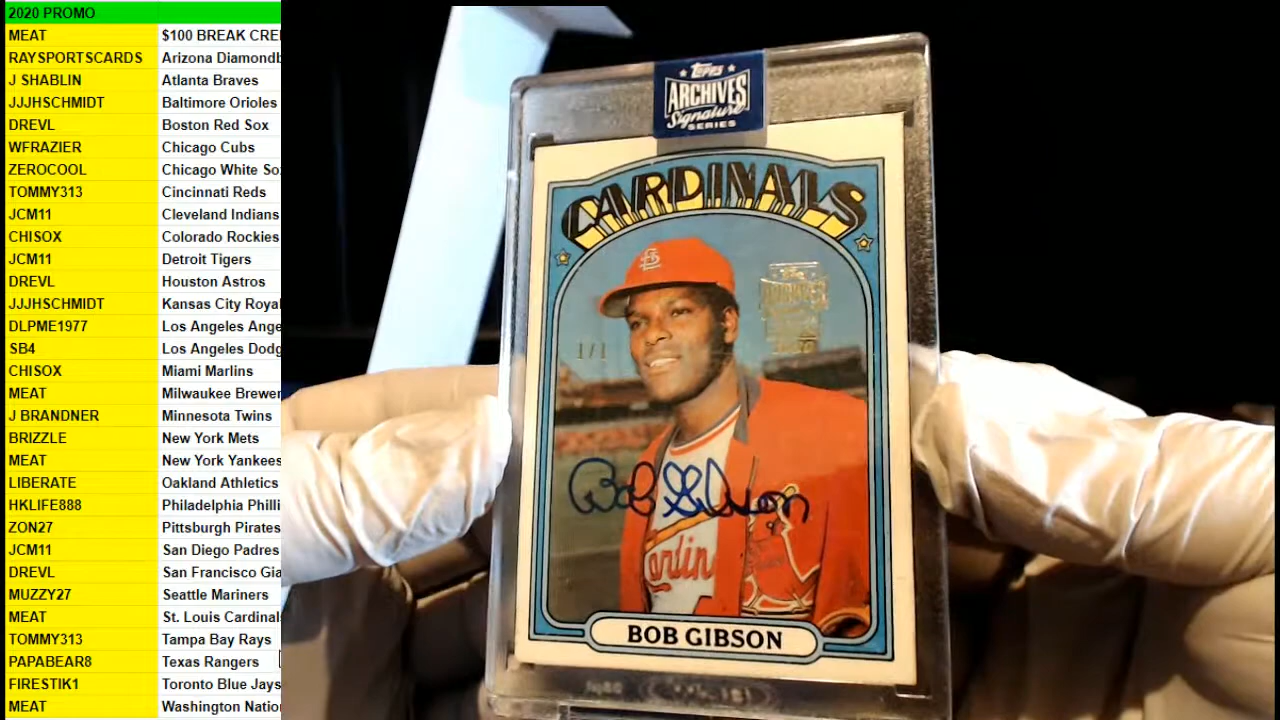 2020 PROMO
MEAT $100 BREAK CRE
RAYSPORTSCARDS Arizona Diamondb
J SHABLIN Atlanta Braves
JJJHSCHMIDT Baltimore Orioles
DREVL Boston Red Sox
WFRAZIER Chicago Cubs
ZEROCOOL Chicago White So
TOMMY313 Cincinnati Reds
JCM11 Cleveland Indians
CHISOX Colorado Rockies
JCM11 Detroit Tigers
DREVL Houston Astros
JJJHSCHMIDT Kansas City Roya
DLPME1977 Los Angeles Ange
SB4 Los Angeles Dodg
CHISOX Miami Marlins
MEAT Milwaukee Brewer
J BRANDNER Minnesota Twins
BRIZZLE New York Mets
MEAT New York Yankees
LIBERATE Oakland Athletics
HKLIFE888 Philadelphia Philli
ZON27 Pittsburgh Pirates
JCM11 San Diego Padres
DREVL San Francisco Gia
MUZZY27 Seattle Mariners
MEAT St. Louis Cardinals
TOMMY313 Tampa Bay Rays
PAPABEAR8 Texas Rangers
FIRESTIK1 Toronto Blue Jays
MEAT Washington Natio
Topps
ARCHIVES
Signature
SERIES
CARDINALS
StL
1/1
Bob Gibson
BOB GIBSON